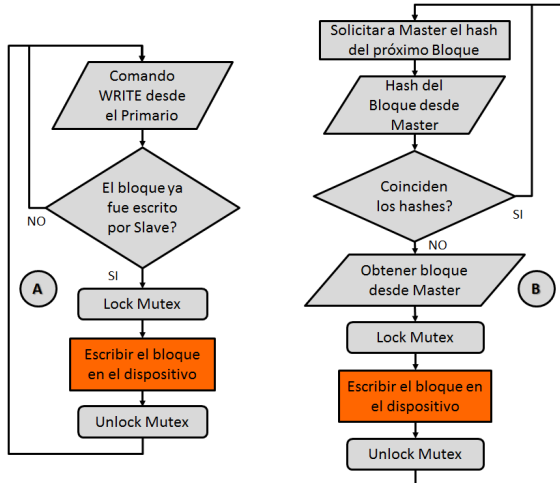 Comando
WRITE desde
el Primario
El bloque ya
fue escrito
por Slave?
NO
SI
A
Lock Mutex
Escribir el bloque
en el dispositivo
Unlock Mutex
Solicitar a Master el hash
del próximo Bloque
Hash del
Bloque desde
Master
Coinciden
los hashes?
SI
NO
Obtener bloque
desde Master
B
Lock Mutex
Escribir el bloque en
el dispositivo
Unlock Mutex